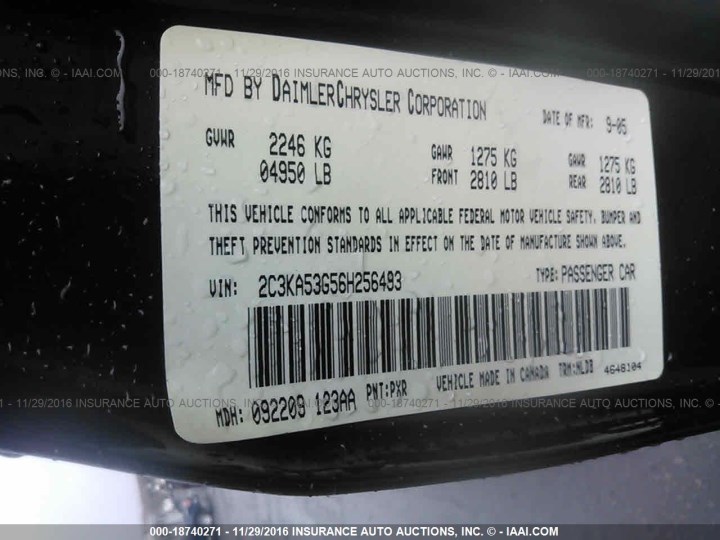 000-18740271 - 11/29/2016 INSURANCE AUTO AUCTIONS, INC. - © - IAAI.COM
MFD BY DAIMLERCHRYSLER CORPORATION
DATE OF MFR: 9-05
GVWR 2246 KG 04950 LB
GAWR FRONT 1275 KG 2810 LB
GAWR REAR 1275 KG 2810 LB
THIS VEHICLE CONFORMS TO ALL APPLICABLE FEDERAL MOTOR VEHICLE SAFETY, BUMPER AND
THEFT PREVENTION STANDARDS IN EFFECT ON THE DATE OF MANUFACTURE SHOWN ABOVE.
VIN: 2C3KA53G56H256493 TYPE: PASSENGER CAR
MDH: 092209 123AA PNT:PXR VEHICLE MADE IN CANADA TRM:MLD3 4648104
000-18740271 - 11/29/2016 INSURANCE AUTO AUCTIONS, INC. - © - IAAI.COM
000-18740271 - 11/29/2016 INSURANCE AUTO AUCTIONS, INC. - © - IAAI.COM